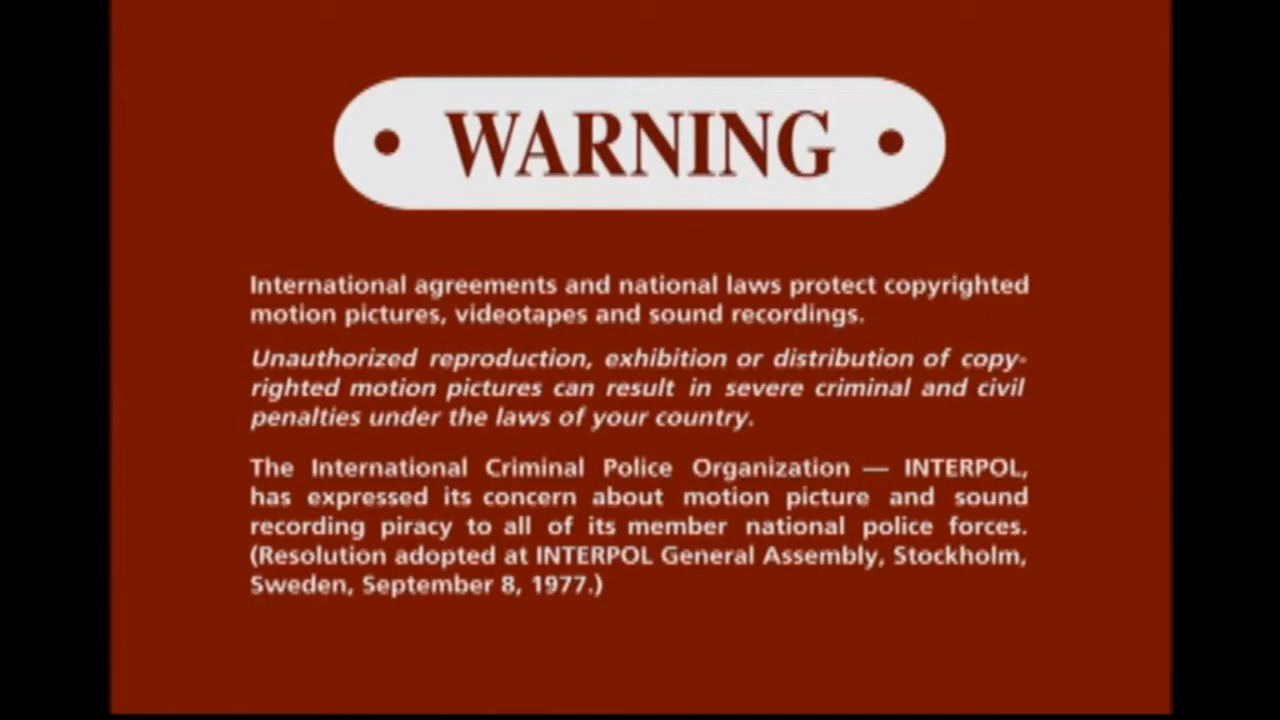 WARNING
International agreements and national laws protect copyrighted
motion pictures, videotapes and sound recordings.
Unauthorized reproduction, exhibition or distribution of copy-
righted motion pictures can result in severe criminal and civil
penalties under the laws of your country.
The International Criminal Police Organization — INTERPOL,
has expressed its concern about motion picture and sound
recording piracy to all of its member national police forces.
(Resolution adopted at INTERPOL General Assembly, Stockholm,
Sweden, September 8, 1977.)